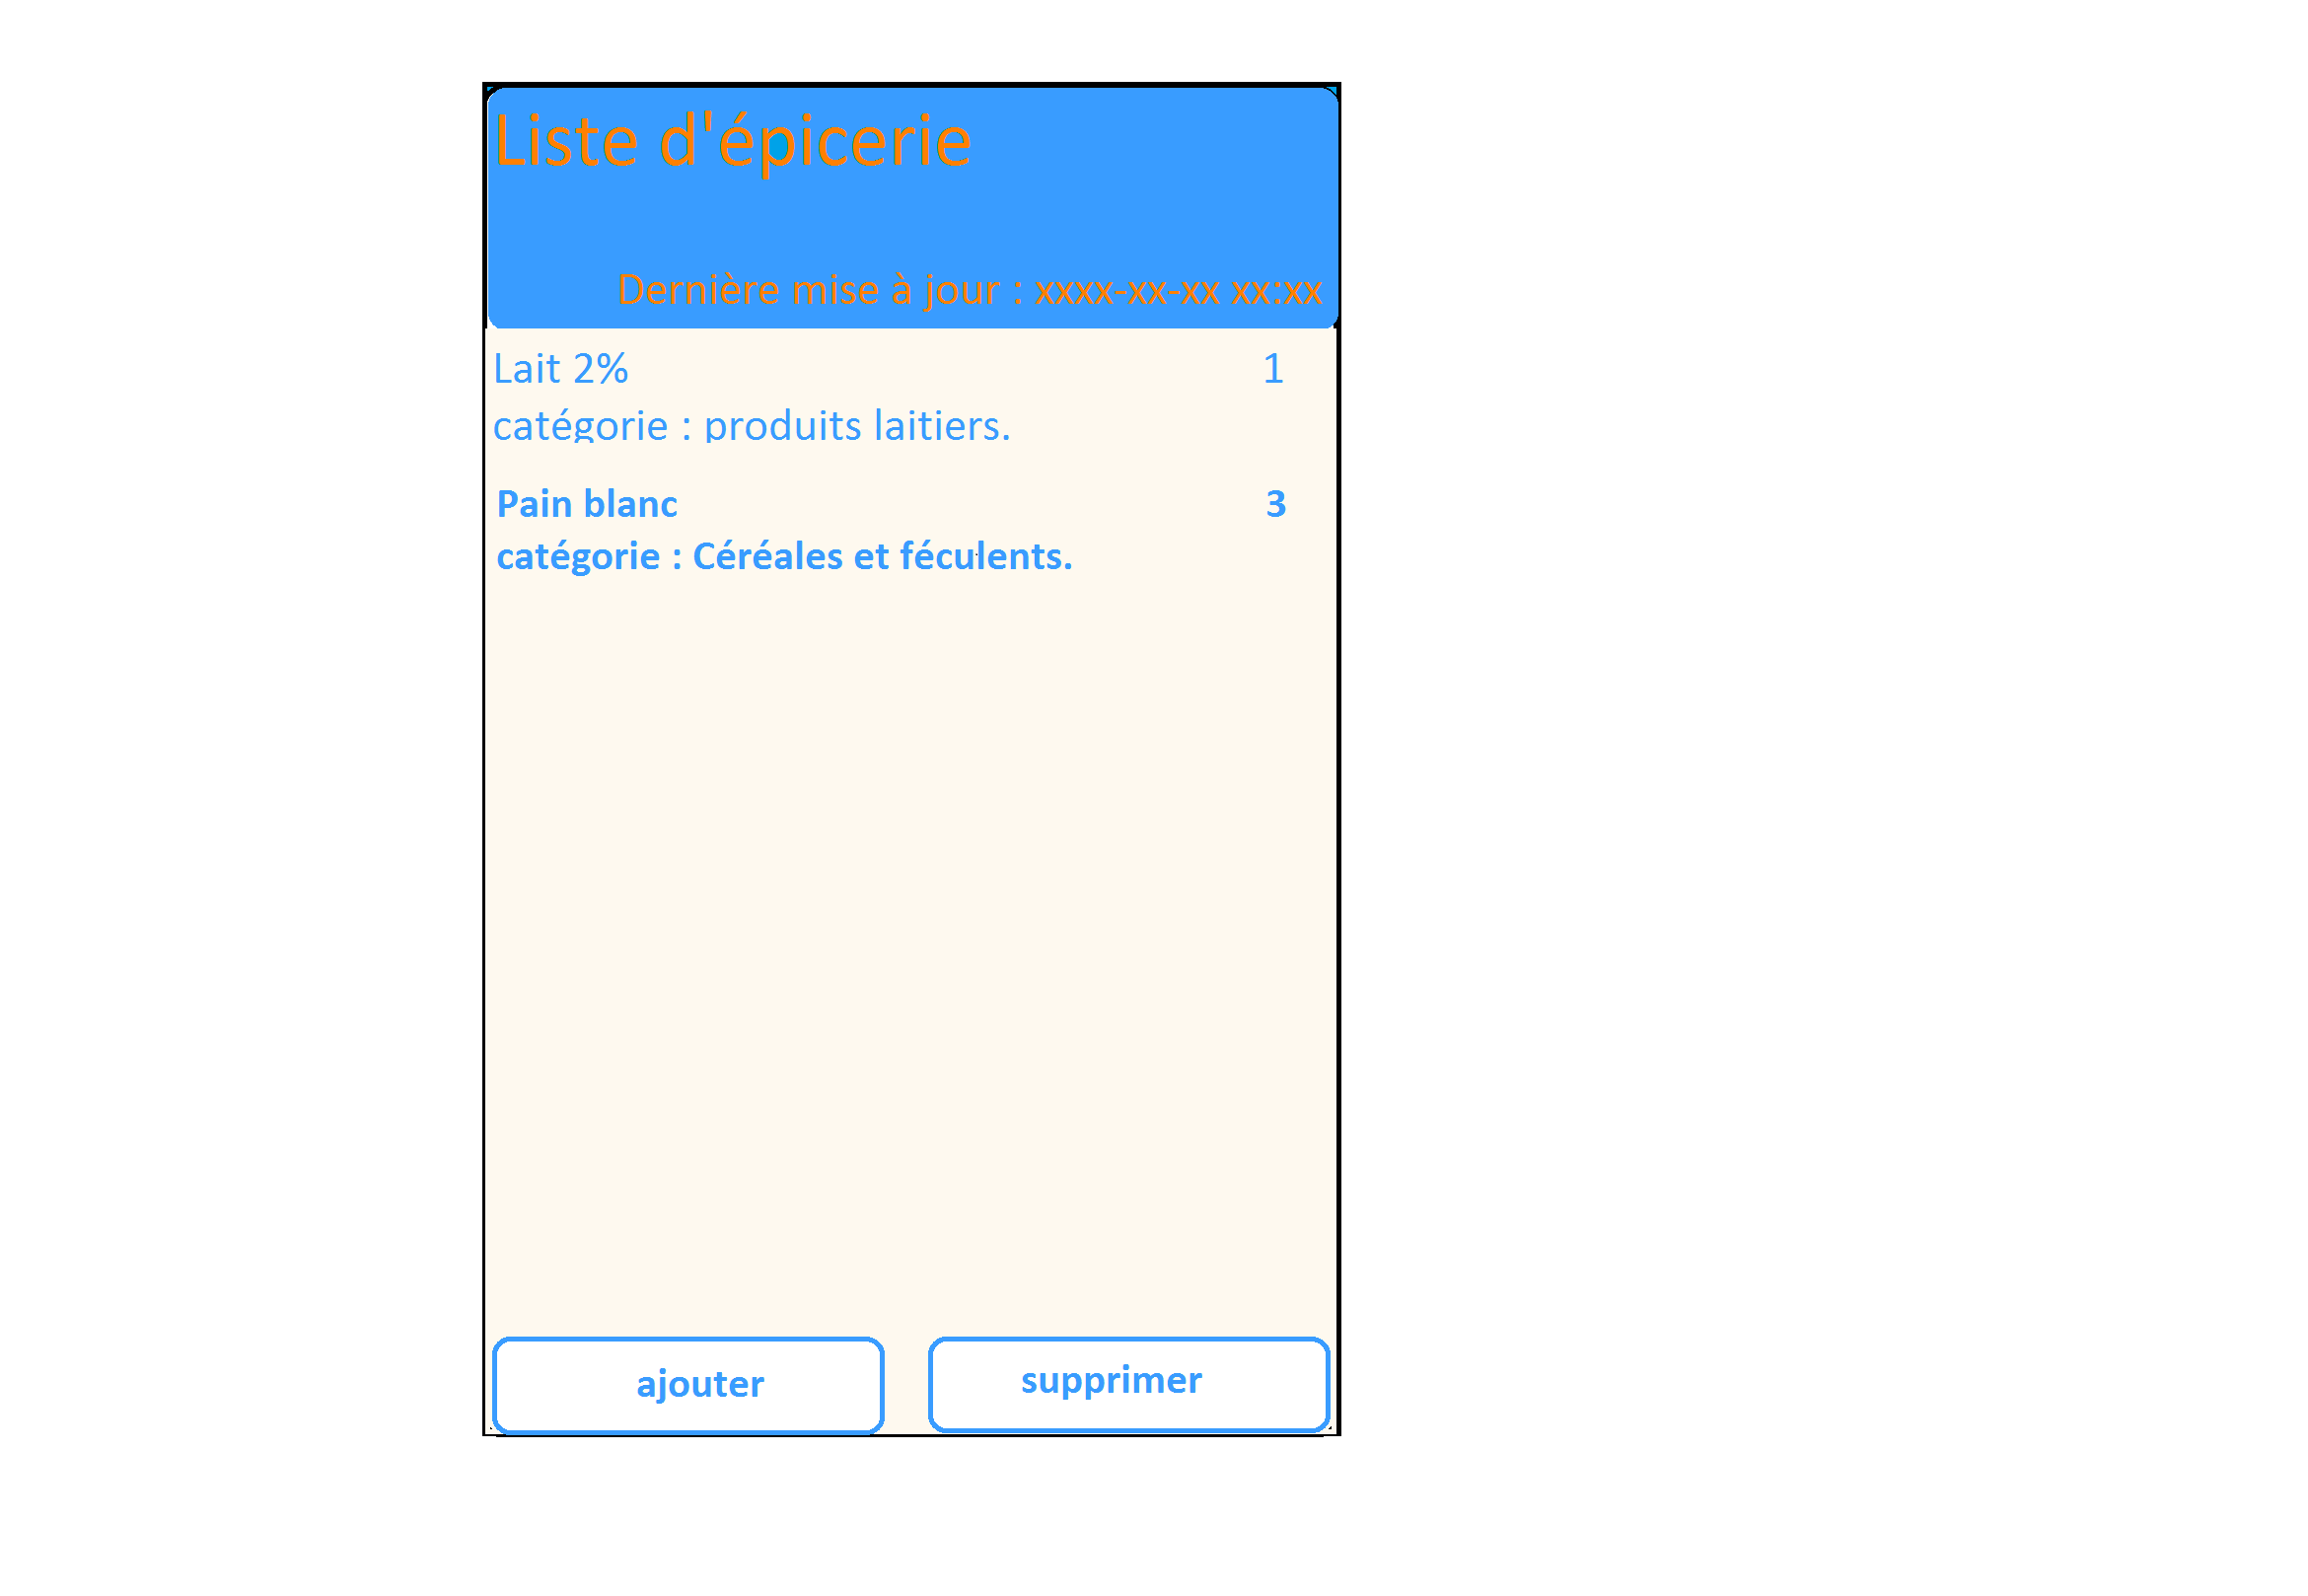 Liste d'épicerie
Dernière mise à jour : xxxx-xx-xx xx:xx
Lait 2% 1
catégorie : produits laitiers.
Pain blanc 3
catégorie : Céréales et féculents.
ajouter supprimer